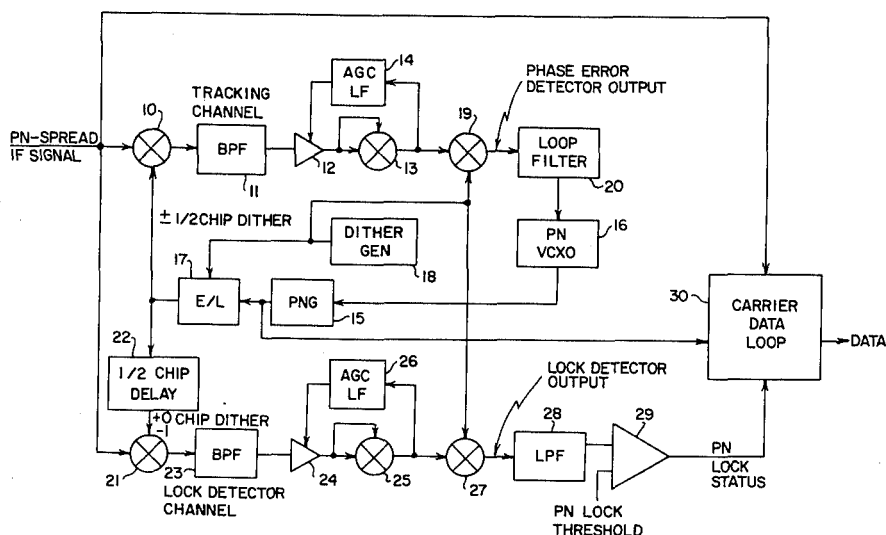 14
AGC
LF
TRACKING
CHANNEL
10
19
PHASE ERROR
DETECTOR OUTPUT
PN-SPREAD
IF SIGNAL
BPF
11
12
13
LOOP
FILTER
20
± 1/2 CHIP DITHER
DITHER
GEN
18
16
PN
VCXO
17
E/L
PNG
15
30
CARRIER
DATA
LOOP
DATA
22
1/2 CHIP
DELAY
26
AGC
LF
LOCK DETECTOR
OUTPUT
+0 CHIP DITHER
-1
21
23
BPF
24
25
27
28
LPF
29
PN
LOCK
STATUS
LOCK DETECTOR
CHANNEL
PN LOCK
THRESHOLD